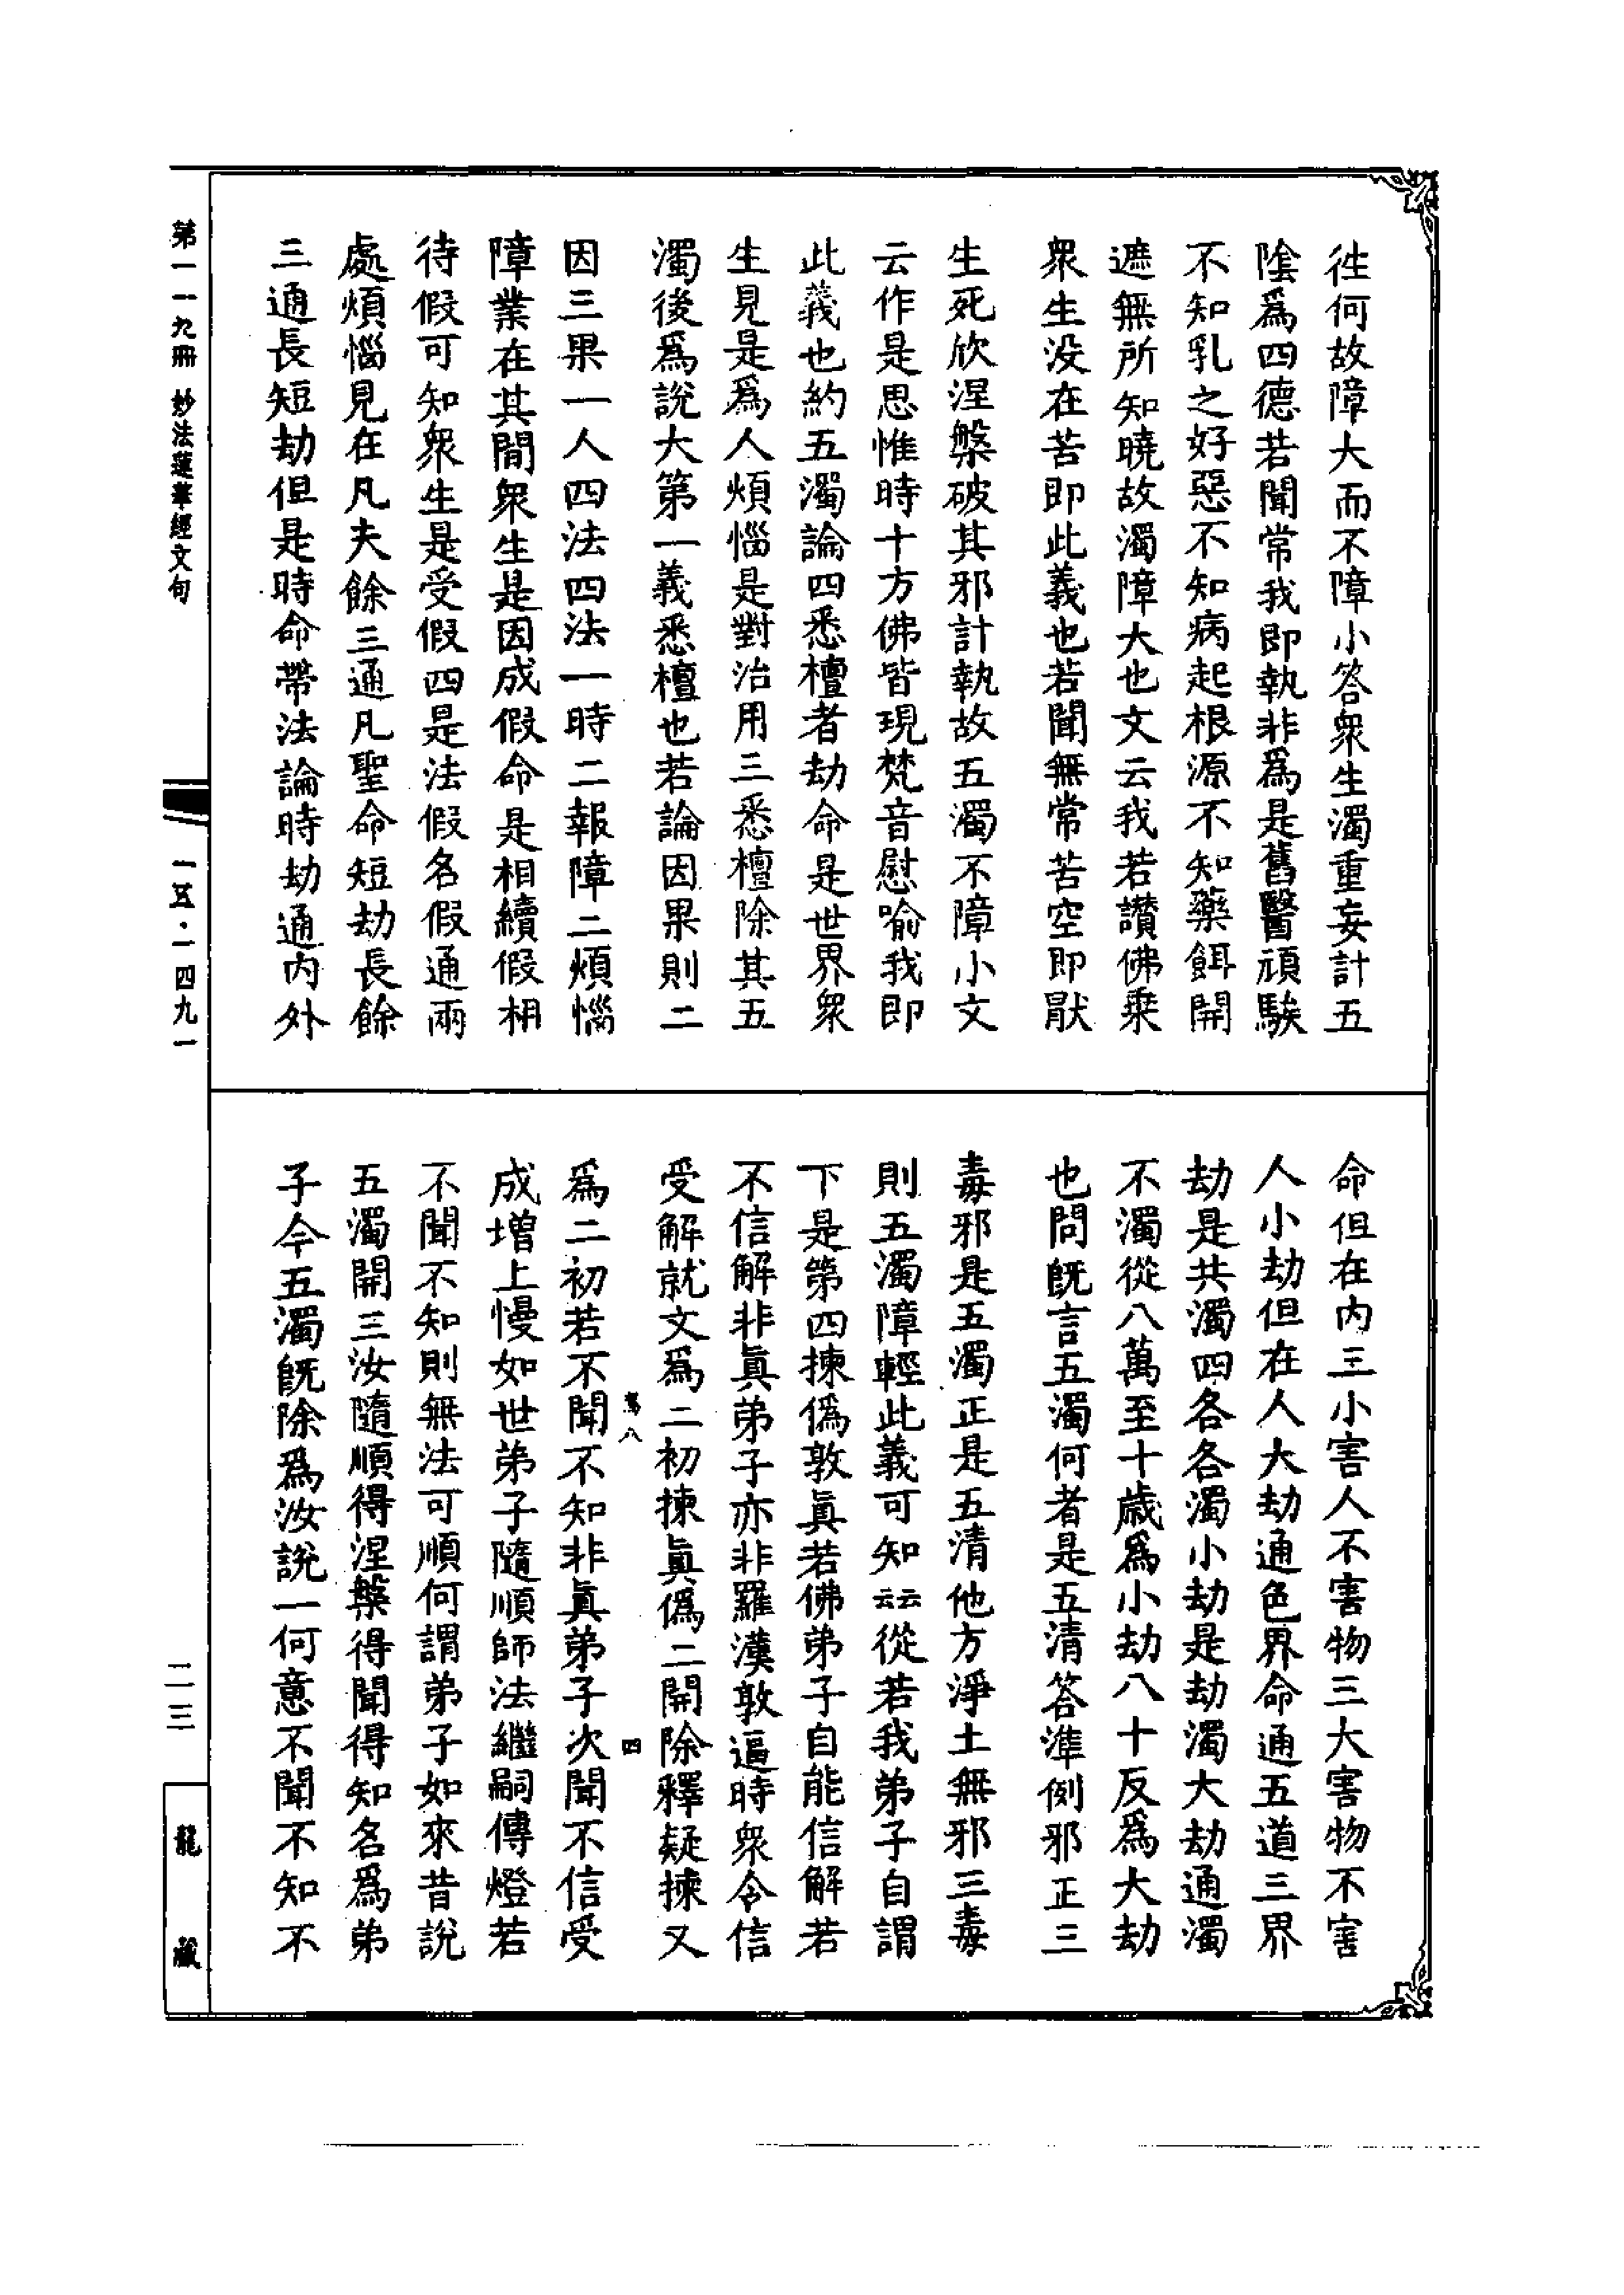 徃何故障大而不障小答衆生濁重妄計五
陰爲四德若聞常我即執非爲是舊醫頑騃
不知乳之好惡不知病起根源不知藥餌開
遮無所知曉故濁障大也文云我若讃佛乗
衆生没在苦即此義也若聞無常苦空即猒
生死欣涅槃破其邪計執故五濁不障小文
云作是思惟時十方佛皆現梵音慰喻我即
此義也約五濁論四悉檀者劫命是世界衆
生見是爲人煩惱是對治用三悉檀除其五
濁後爲說大第一義悉檀也若論因果則二
因三果一人四法四法一時二報障二煩惱
障業在其間衆生是因成假命是相續假相
待假可知衆生是受假四是法假名假通兩
處煩惱見在凡夫餘三通凡聖命短劫長餘
三通長短劫但是時命帶法論時劫通内外
命但在内三小害人不害物三大害物不害
人小劫但在人大劫通色界命通五道三界
劫是共濁四各各濁小劫是劫濁大劫通濁
不濁從八萬至十歳爲小劫八十反爲大劫
也問旣言五濁何者是五清答準例邪正三
毒邪是五濁正是五清他方淨土無邪三毒
則五濁障輕此義可知云云從若我弟子自謂
下是第四揀僞敦眞若佛弟子自能信解若
不信解非眞弟子亦非羅漢敦逼時衆令信
受解就文爲二初揀眞僞二開除釋疑揀又
爲二初若不聞不知非眞弟子次聞不信受
成增上慢如世弟子隨順師法繼嗣傳燈若
不聞不知則無法可順何謂弟子如來昔說
五濁開三汝隨順得涅槃得聞得知名爲弟
子今五濁旣除爲汝說一何意不聞不知不
八
四
第一一九冊 妙法蓮華經文句
一五·一四九一
二三
龍藏